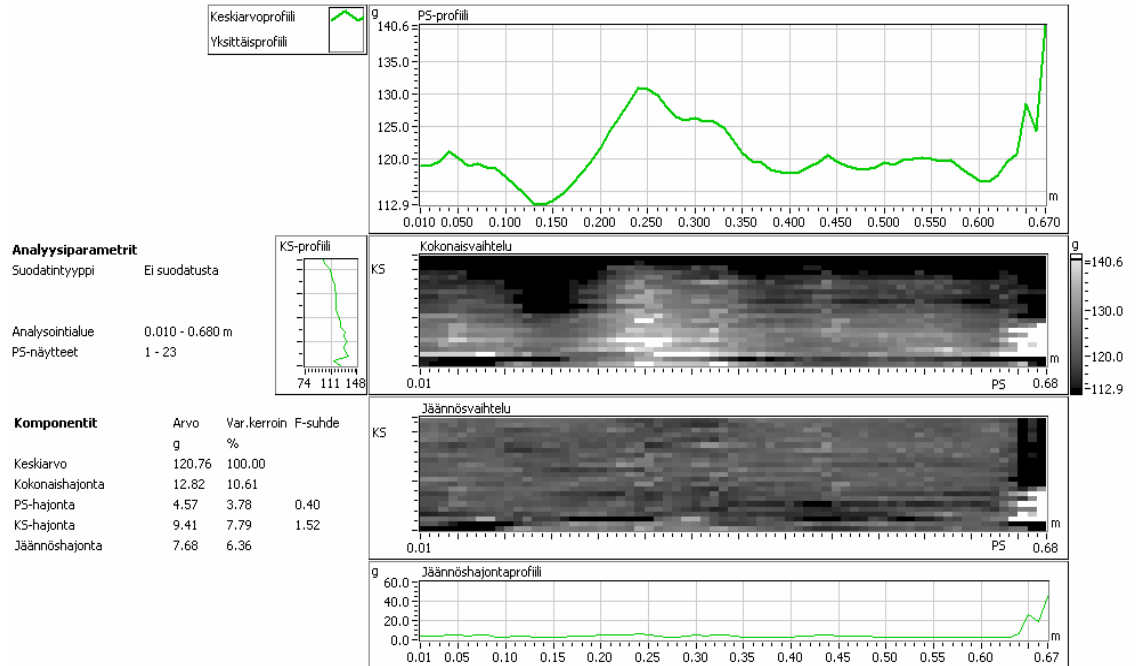 Keskiarvoprofiili
Yksittäisprofiili
g PS-profiili
140.6
135.0
130.0
125.0
120.0
112.9
m
0.010 0.050 0.100 0.150 0.200 0.250 0.300 0.350 0.400 0.450 0.500 0.550 0.600 0.670
Analyysiparametrit
Suodatintyyppi Ei suodatusta
Analysointialue 0.010 - 0.680 m
PS-näytteet 1 - 23
KS-profiili
74 111 148
Kokonaisvaihtelu
KS
m
0.01 PS 0.68
g
140.6
130.0
120.0
112.9
Komponentit Arvo Var.kerroin F-suhde
g %
Keskiarvo 120.76 100.00
Kokonaishajonta 12.82 10.61
PS-hajonta 4.57 3.78 0.40
KS-hajonta 9.41 7.79 1.52
Jäännöshajonta 7.68 6.36
Jäännösvaihtelu
KS
m
0.01 PS 0.68
g Jäännöshajontaprofiili
60.0
40.0
20.0
0.0
m
0.01 0.05 0.10 0.15 0.20 0.25 0.30 0.35 0.40 0.45 0.50 0.55 0.60 0.67